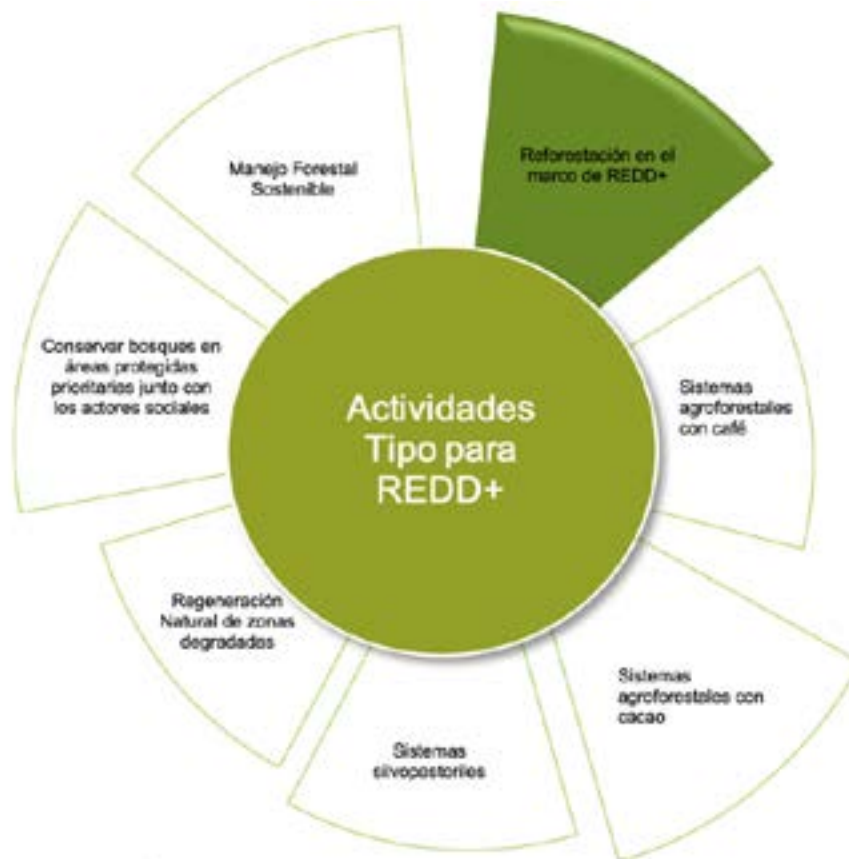 Manejo Forestal
Sostenible
Reforestación en el
marco de REDD+
Conservar bosques en
áreas protegidas
prioritarias junto con
los actores sociales
Actividades
Tipo para
REDD+
Sistemas
agroforestales
con café
Regeneración
Natural de zonas
degradadas
Sistemas
agroforestales con
cacao
Sistemas
silvopastoriles